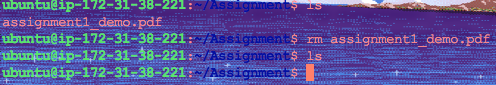 ubuntu@ip-172-31-38-221:~/Assignment$ ls
assignment1_demo.pdf
ubuntu@ip-172-31-38-221:~/Assignment$ rm assignment1_demo.pdf
ubuntu@ip-172-31-38-221:~/Assignment$ ls
ubuntu@ip-172-31-38-221:~/Assignment$